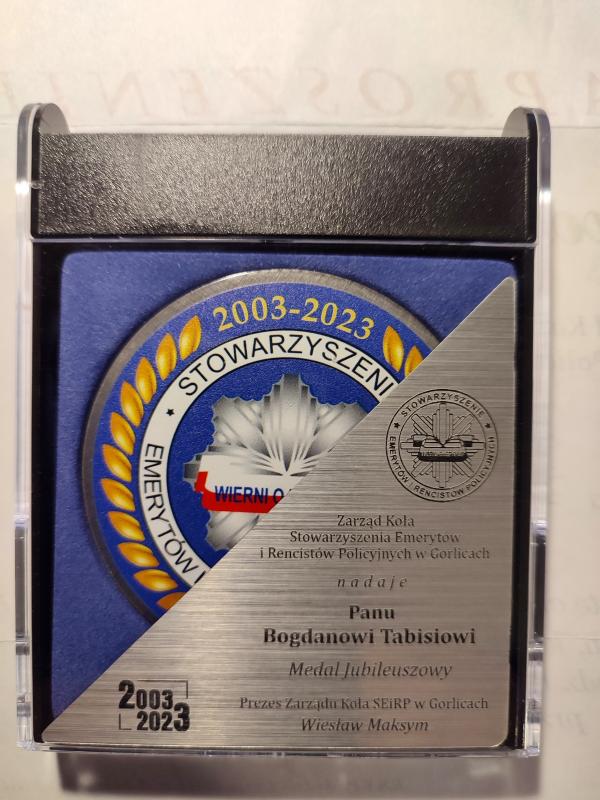 APROSZENIE
2003-2023
STOWARZYSZENI
EMERYTÓW
WIERNI O
STOWARZYSZENIE
EMERYTÓW I RENCISTÓW POLICYJNYCH
Zarząd Koła
Stowarzyszenia Emerytów
i Rencistów Policyjnych w Gorlicach
nadaje
Panu
Bogdanowi Tabisiowi
Medal Jubileuszowy
Prezes Zarządu Koła SEiRP w Gorlicach
Wiesław Maksym
2003
2023